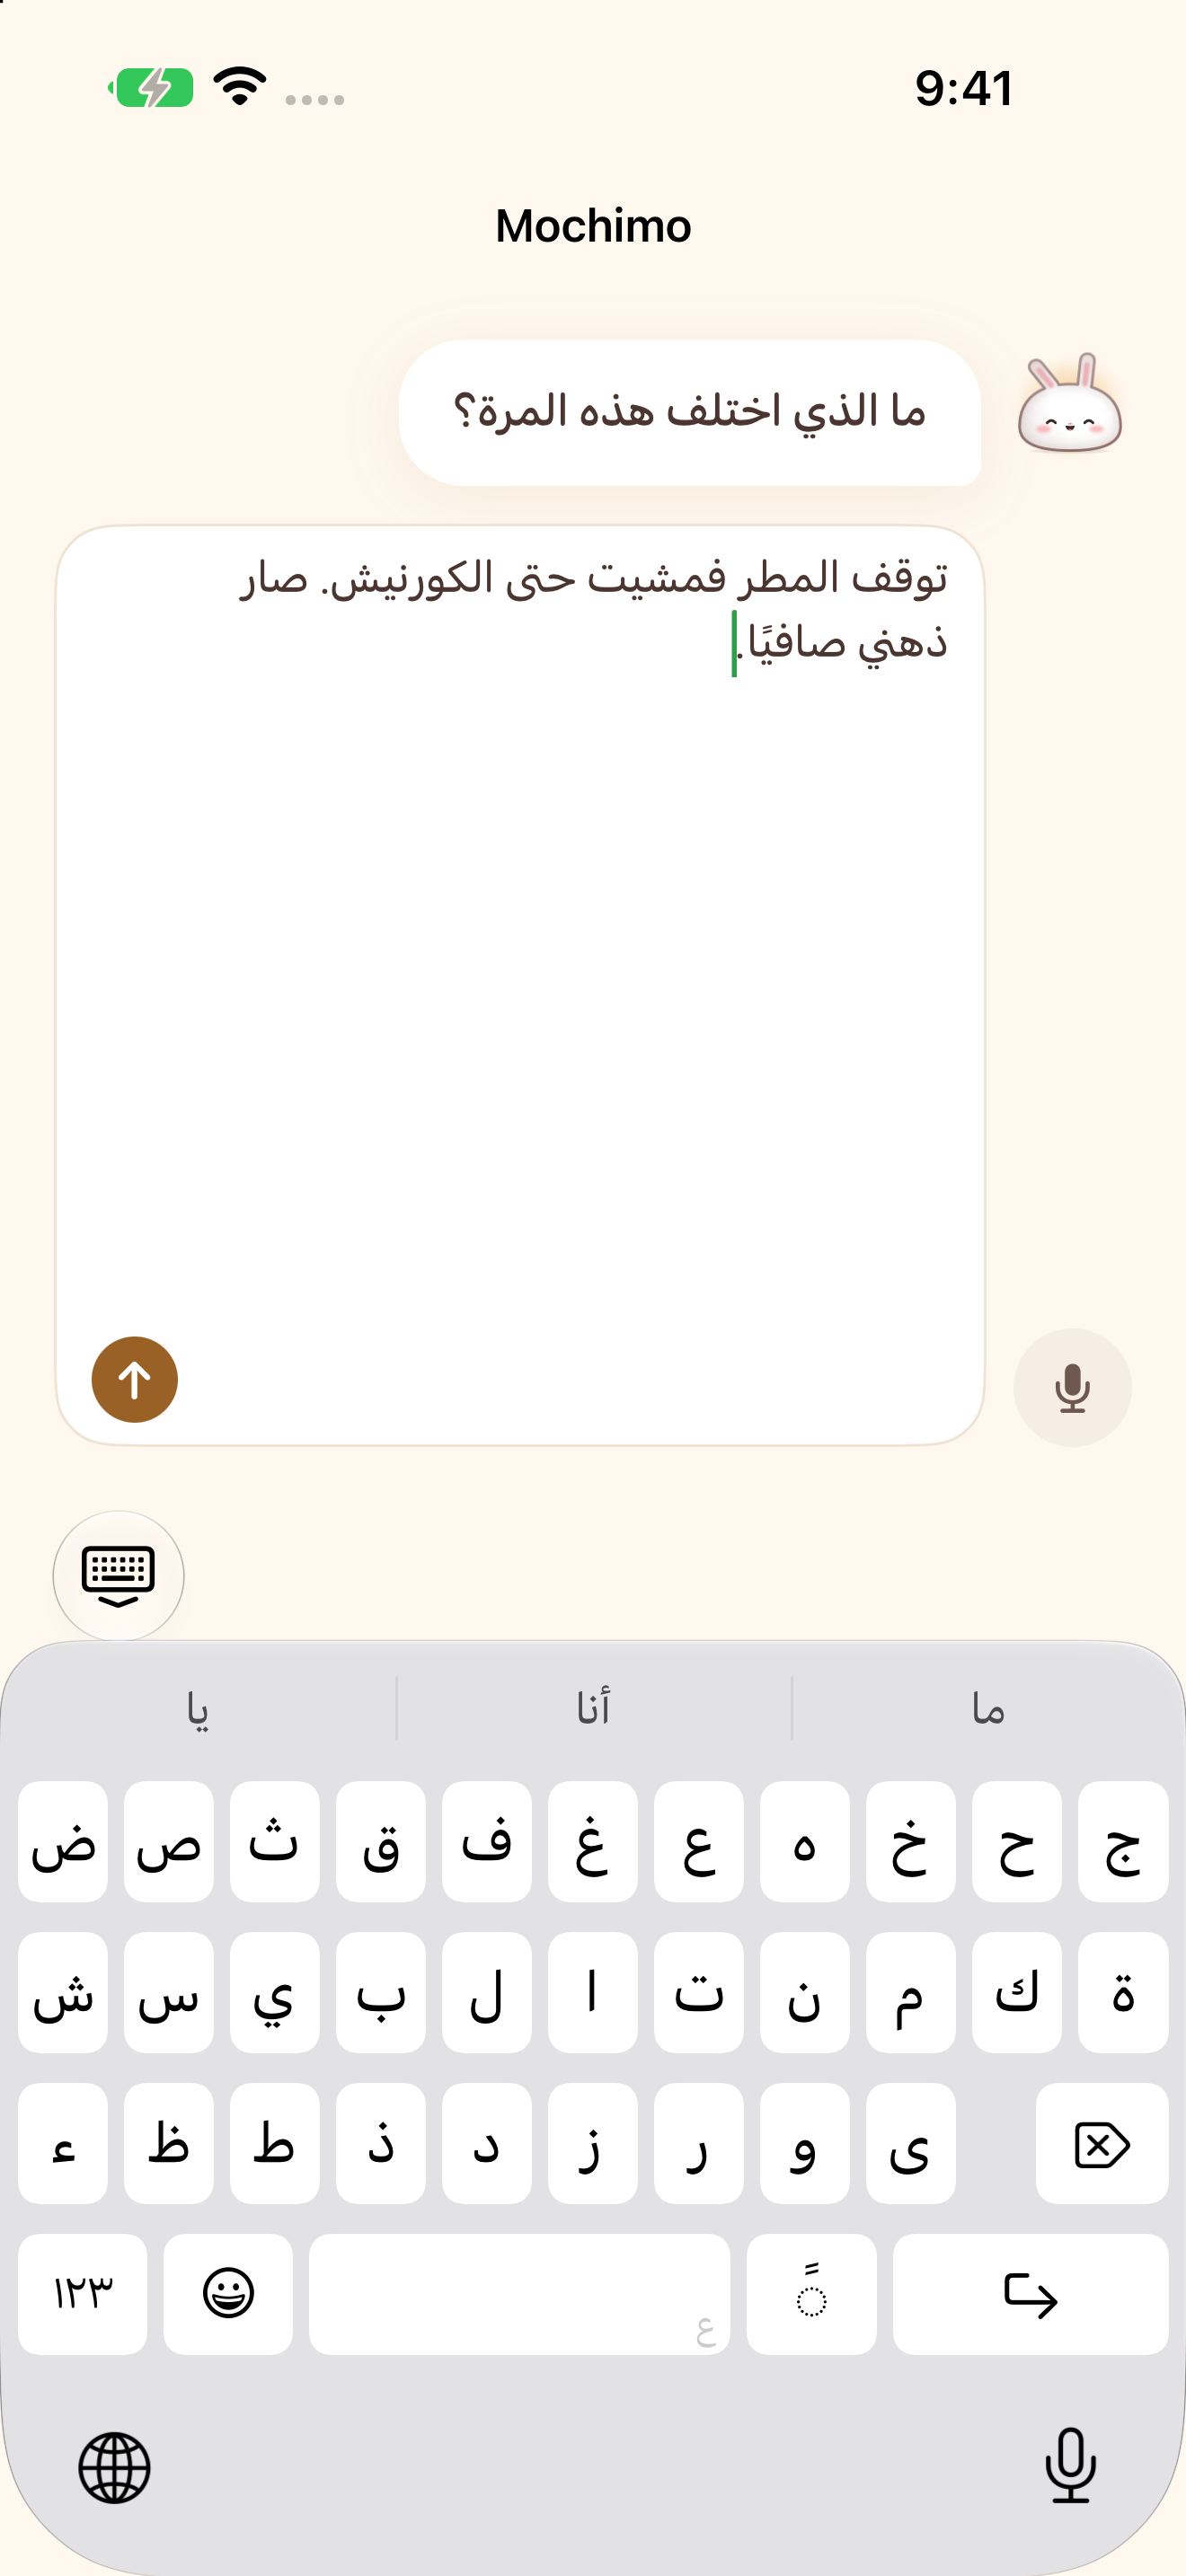 9:41
Mochimo
ما الذي اختلف هذه المرة؟
توقف المطر فمشيت حتى الكورنيش. صار
ذهني صافيًا.
ما أنا يا
ج ح خ ه ع غ ف ق ث ص ض
ة ك م ن ت ا ل ب ي س ش
ى و ر ز د ذ ط ظ ء
١٢٣
ع